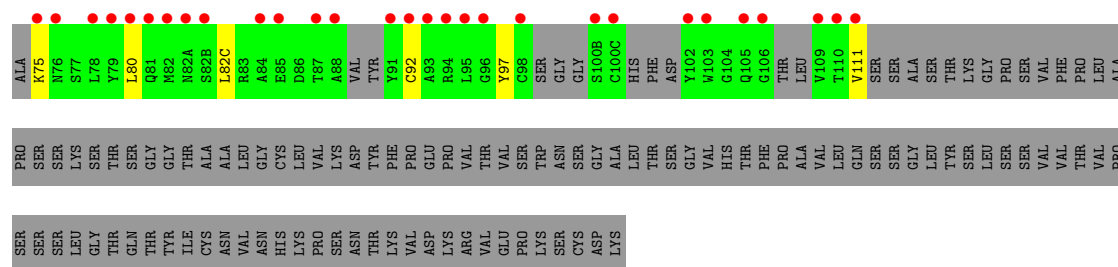 ALA K75 N76 S77 L78 Y79 L80 Q81 M82 N82A S82B L82C R83 A84 E85 D86 T87 A88 VAL TYR Y91 C92 A93 R94 L95 G96 Y97 C98 SER GLY GLY S100B C100C HIS PHE ASP Y102 W103 G104 Q105 G106 THR LEU V109 T110 V111 SER SER ALA SER THR LYS GLY PRO SER VAL PHE PRO LEU ALA
PRO SER SER LYS SER THR SER GLY GLY THR ALA ALA LEU GLY CYS LEU VAL LYS ASP TYR PHE PRO GLU PRO VAL THR VAL SER TRP ASN SER GLY ALA LEU THR SER GLY VAL HIS THR PHE PRO ALA VAL LEU GLN SER SER GLY LEU TYR SER LEU SER SER VAL VAL THR VAL PRO
SER SER SER LEU GLY THR GLN THR TYR ILE CYS ASN VAL ASN HIS LYS PRO SER ASN THR LYS VAL ASP LYS ARG VAL GLU PRO LYS SER CYS ASP LYS